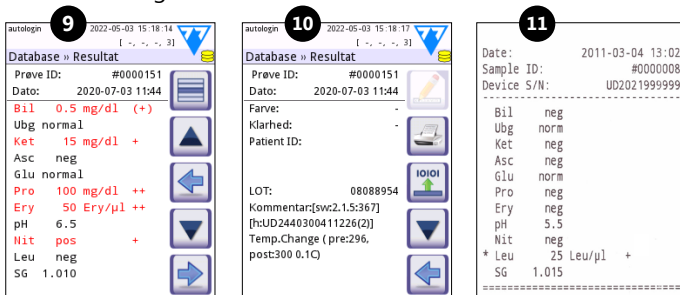 9
autologin 2022-05-03 15:18:14
[ -, -, -, 3]
Database » Resultat
Prøve ID: #0000151
Dato: 2020-07-03 11:44
Bil 0.5 mg/dl (+)
Ubg normal
Ket 15 mg/dl +
Asc neg
Glu normal
Pro 100 mg/dl ++
Ery 50 Ery/µl ++
pH 6.5
Nit pos +
Leu neg
SG 1.010
10
autologin 2022-05-03 15:18:17
[ -, -, -, 3]
Database » Resultat
Prøve ID: #0000151
Dato: 2020-07-03 11:44
Farve: -
Klarhed: -
Patient ID:
IOIOI
LOT: 08088954
Kommentar:[sw:2.1.5:367]
[h:UD2440300411226(2)]
Temp.Change ( pre:296,
post:300 0.1C)
11
Date: 2011-03-04 13:02
Sample ID: #0000008
Device S/N: UD2021999999
Bil neg
Ubg norm
Ket neg
Asc neg
Glu norm
Pro neg
Ery neg
pH 5.5
Nit neg
* Leu 25 Leu/µl +
SG 1.015